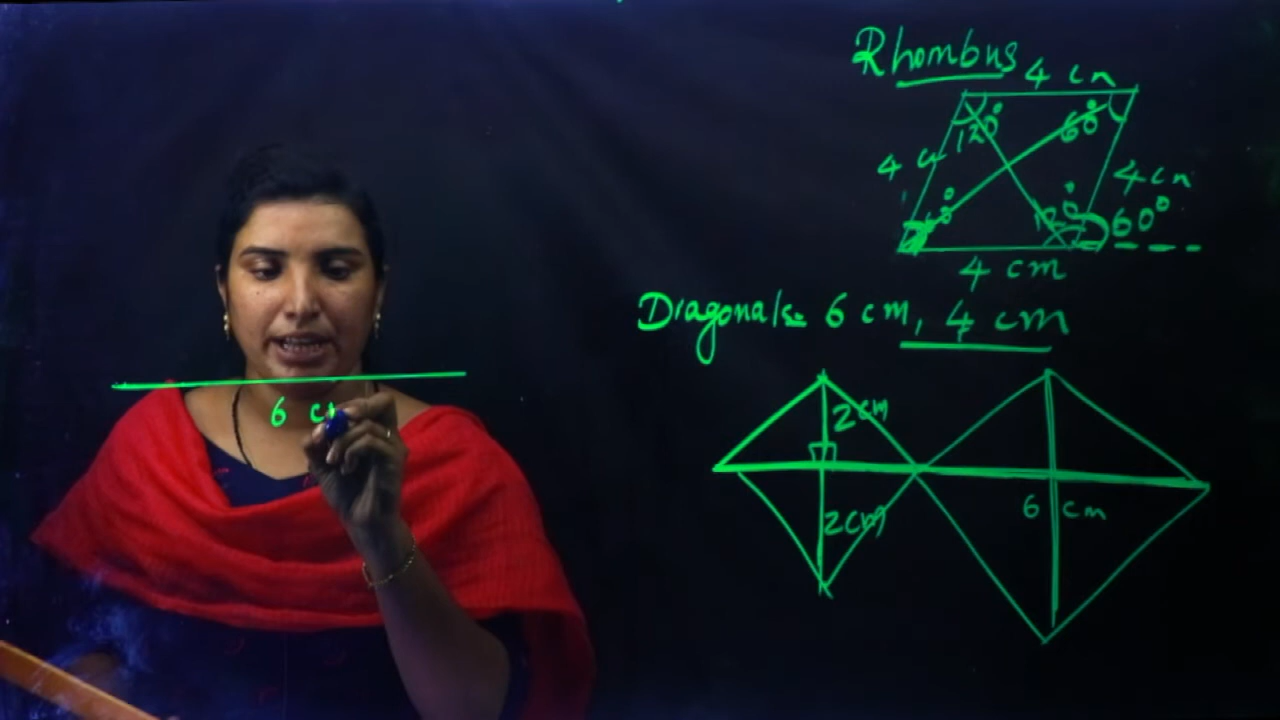 Rhombus
4 cm
120° 60°
4 c
4 cm
60°
4 cm
Diagonals 6 cm, 4 cm
6 cm
2cm
2cm
6 cm